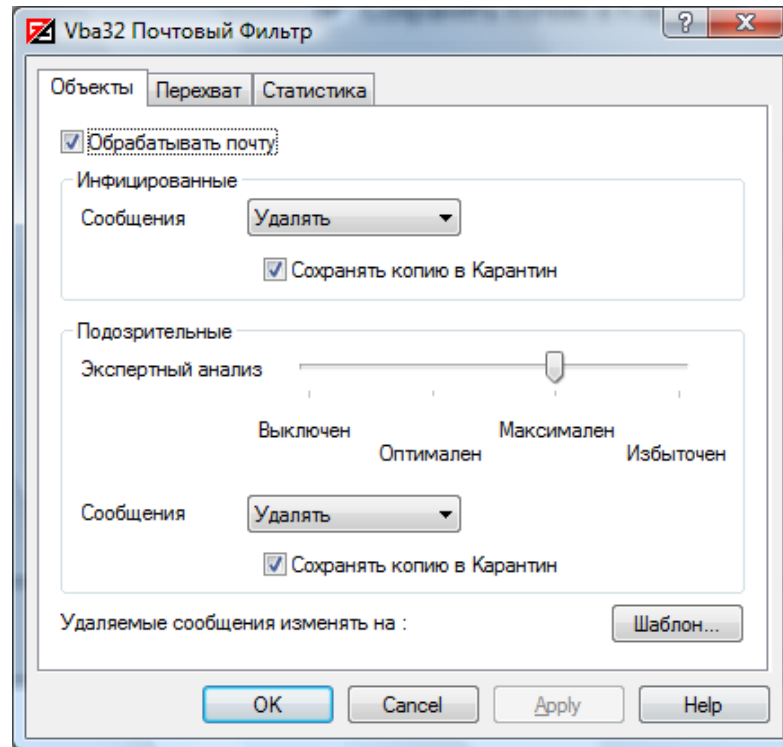 Vba32 Почтовый Фильтр
Объекты Перехват Статистика
Обрабатывать почту
Инфицированные
Сообщения Удалять
Сохранять копию в Карантин
Подозрительные
Экспертный анализ
Выключен Максимален
Оптимален Избыточен
Сообщения Удалять
Сохранять копию в Карантин
Удаляемые сообщения изменять на : Шаблон...
OK Cancel Apply Help